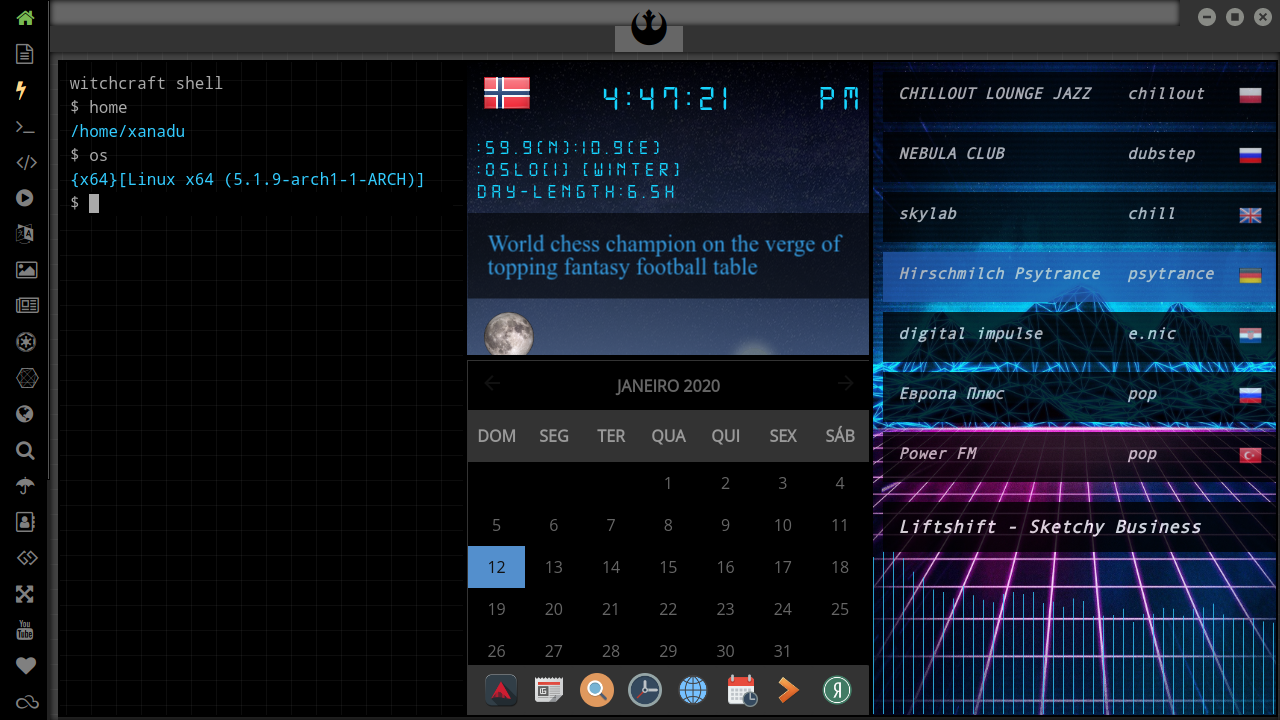 witchcraft shell
$ home
/home/xanadu
$ os
{x64}[Linux x64 (5.1.9-arch1-1-ARCH)]
$
4:47:21 PM
:59.9(N):10.9(E)
:OSLO[1] [WINTER]
DAY-LENGTH:6.5H
World chess champion on the verge of
topping fantasy football table
JANEIRO 2020
DOM SEG TER QUA QUI SEX SÁB
1 2 3 4
5 6 7 8 9 10 11
12 13 14 15 16 17 18
19 20 21 22 23 24 25
26 27 28 29 30 31
Я
CHILLOUT LOUNGE JAZZ chillout
NEBULA CLUB dubstep
skylab chill
Hirschmilch Psytrance psytrance
digital impulse e.nic
Европа Плюс pop
Power FM pop
Liftshift - Sketchy Business
You
Tube